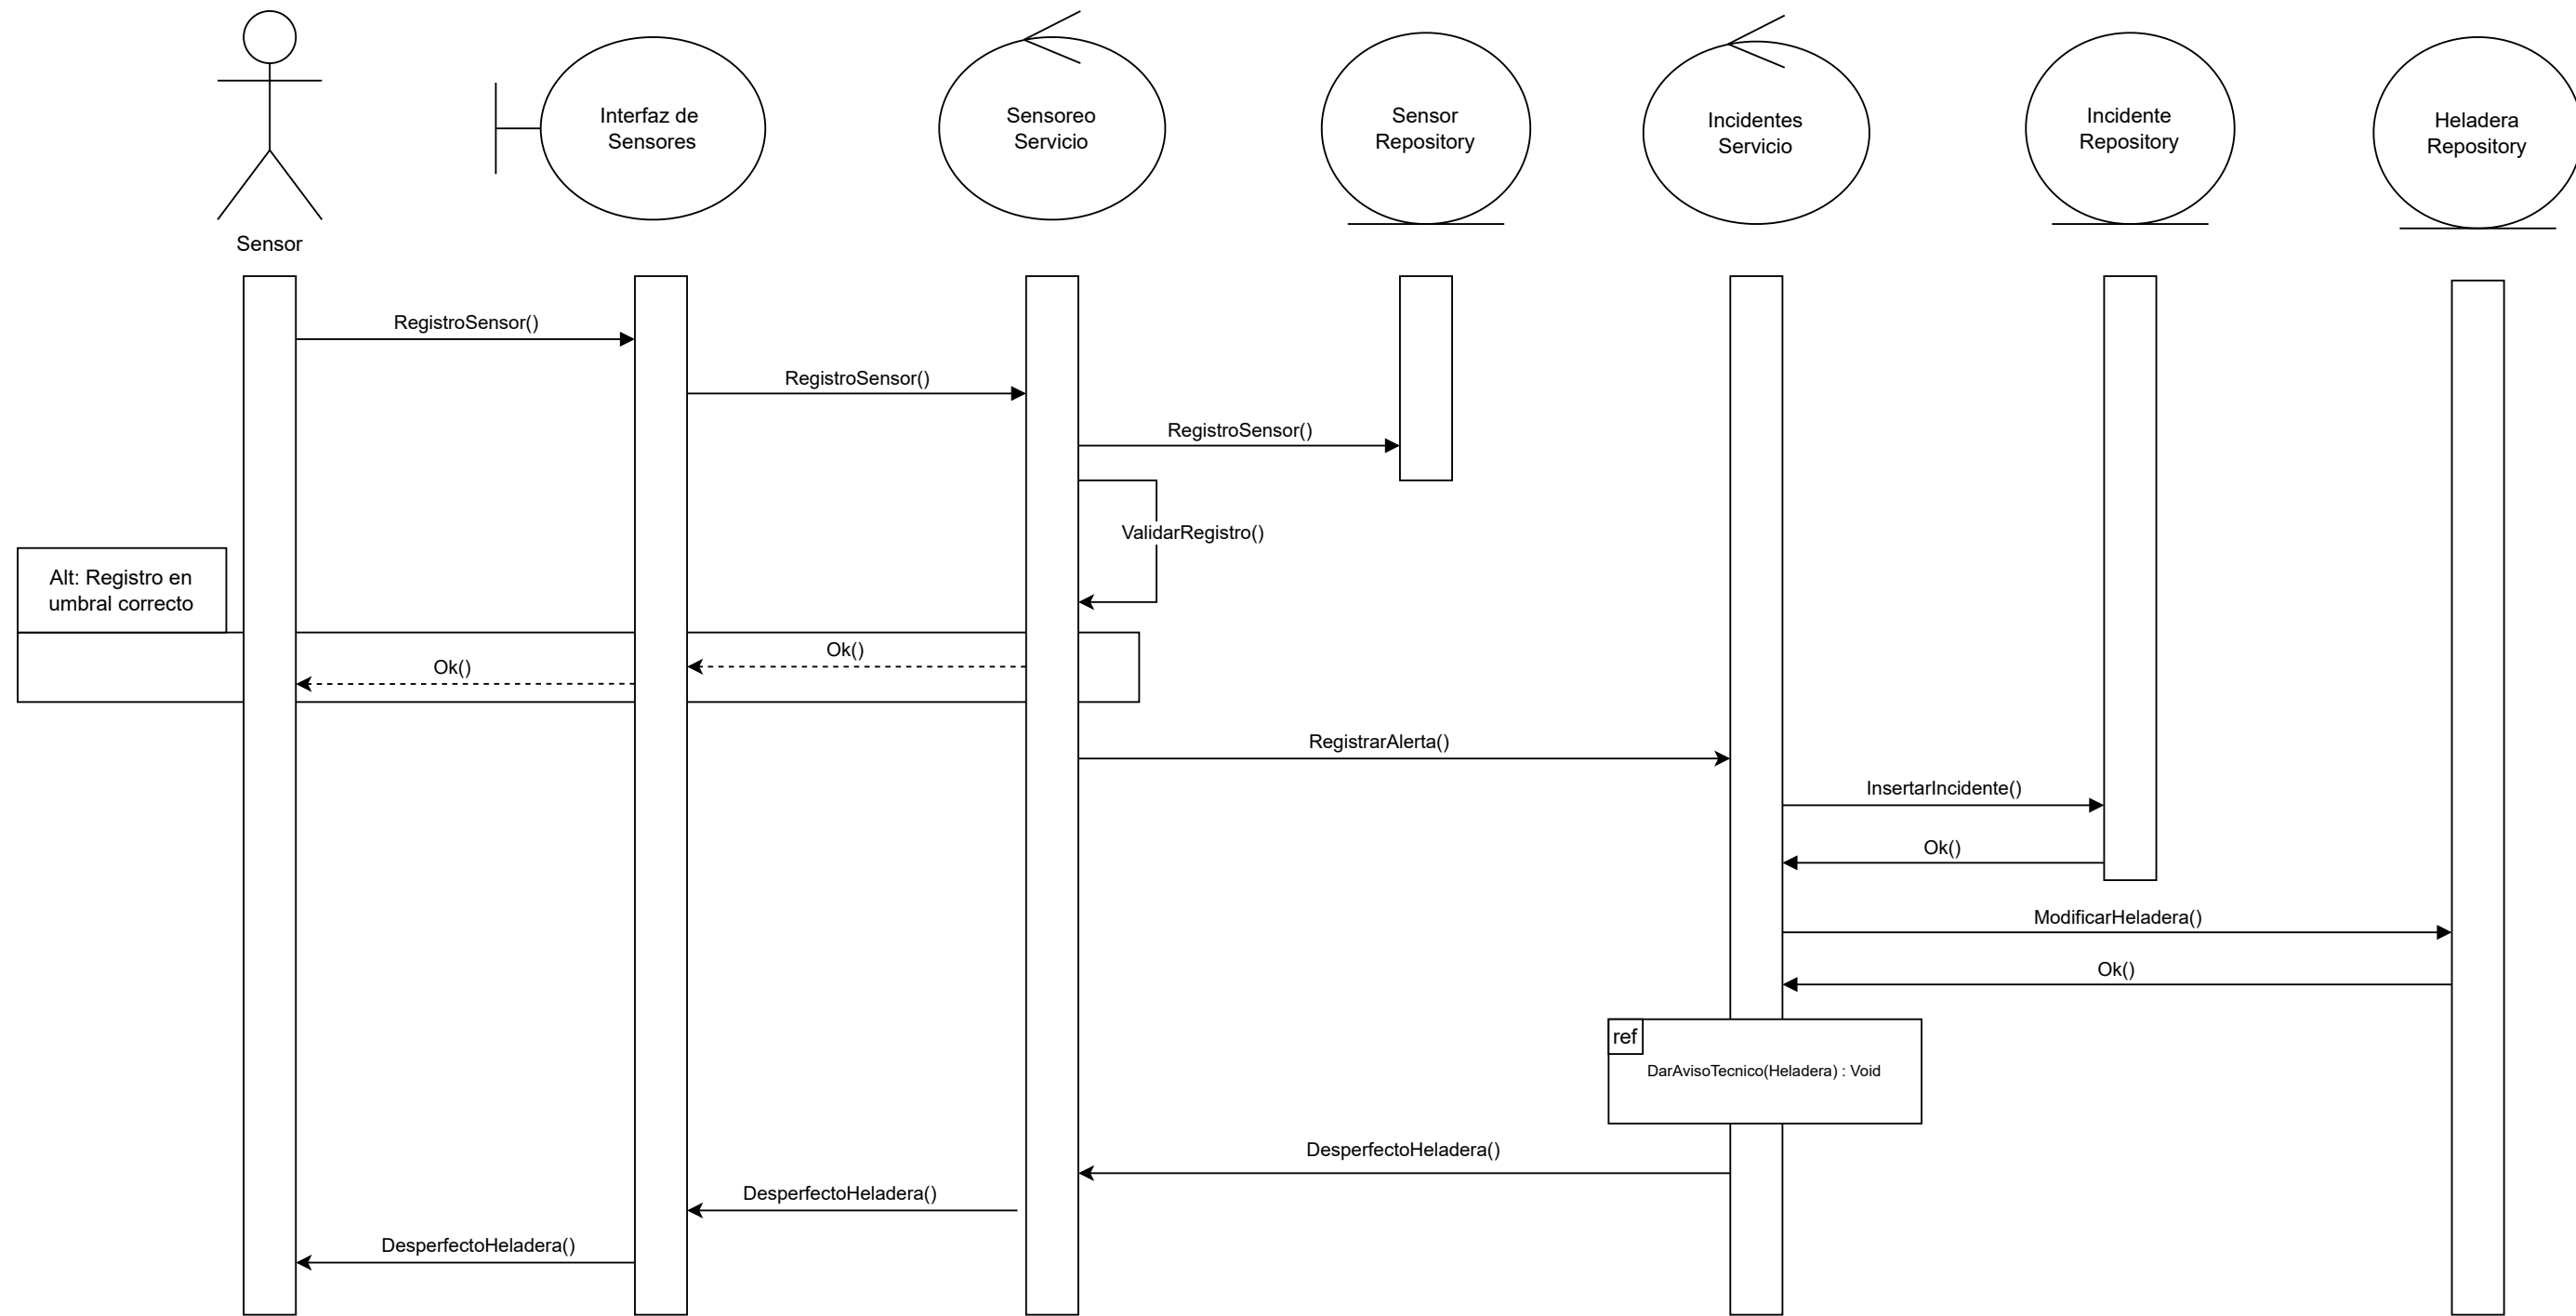 Interfaz de
Sensores
Sensoreo
Servicio
Sensor
Repository
Incidentes
Servicio
Incidente
Repository
Heladera
Repository
Sensor
RegistroSensor()
RegistroSensor()
RegistroSensor()
ValidarRegistro()
Alt: Registro en
umbral correcto
Ok()
Ok()
RegistrarAlerta()
InsertarIncidente()
Ok()
ModificarHeladera()
Ok()
ref
DarAvisoTecnico(Heladera) : Void
DesperfectoHeladera()
DesperfectoHeladera()
DesperfectoHeladera()